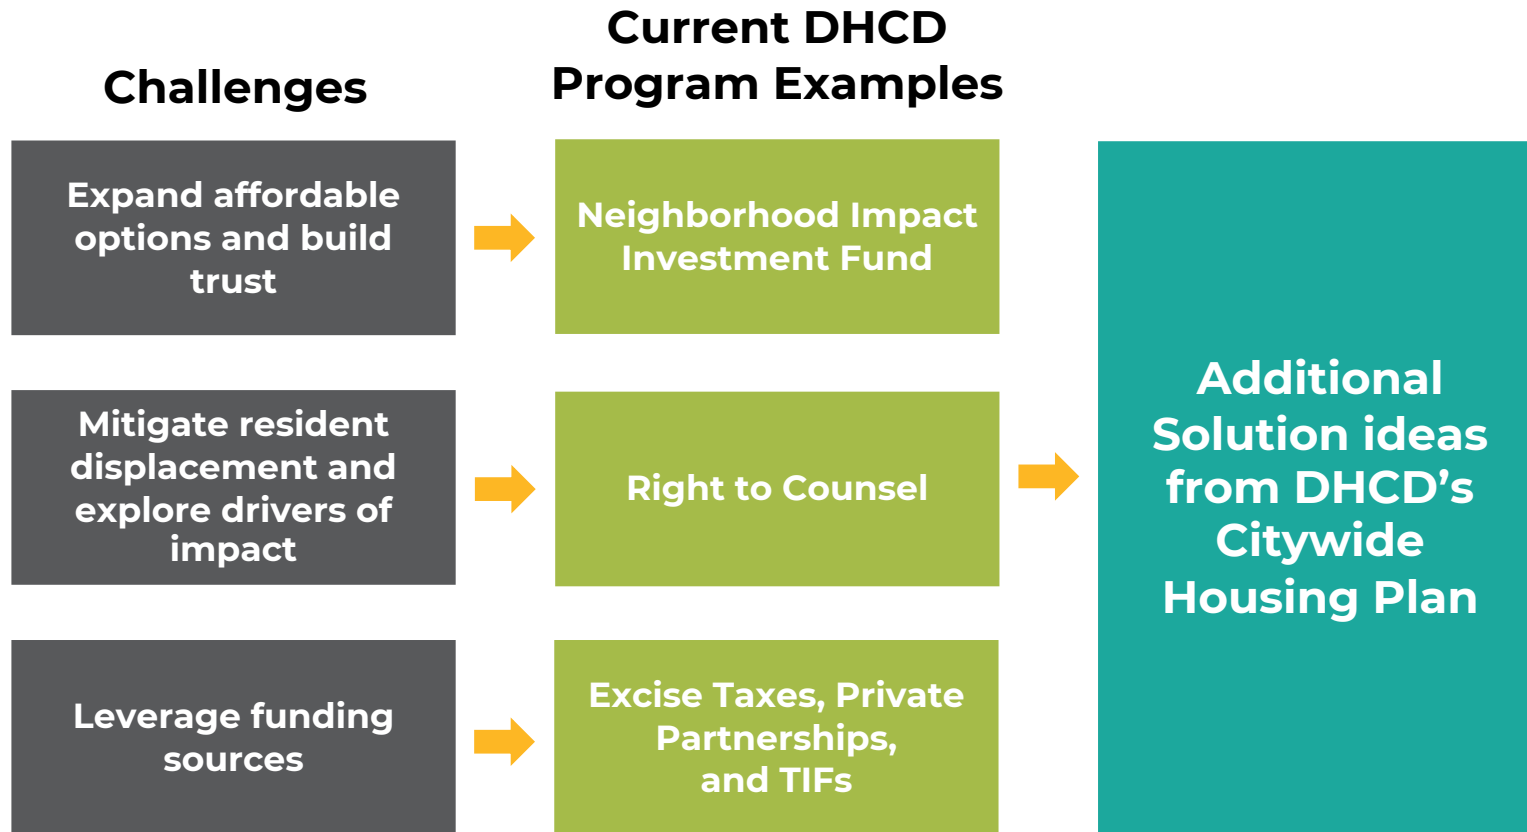 Challenges
Current DHCD
Program Examples
Expand affordable
options and build
trust
Neighborhood Impact
Investment Fund
Mitigate resident
displacement and
explore drivers of
impact
Right to Counsel
Leverage funding
sources
Excise Taxes, Private
Partnerships,
and TIFs
Additional
Solution ideas
from DHCD’s
Citywide
Housing Plan